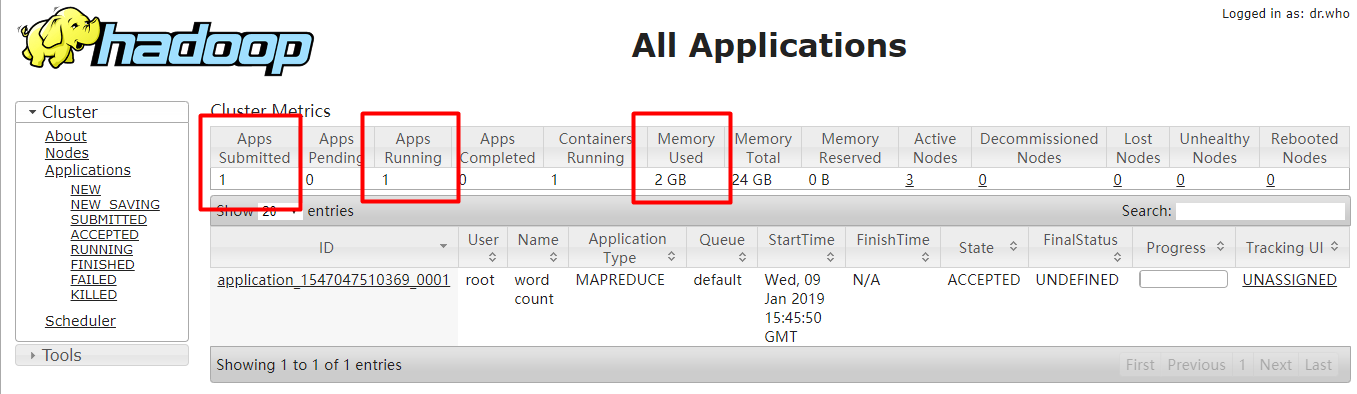 Logged in as: dr.who
hadoop
All Applications
Cluster
About
Nodes
Applications
NEW
NEW_SAVING
SUBMITTED
ACCEPTED
RUNNING
FINISHED
FAILED
KILLED
Scheduler
Tools
Cluster Metrics
Apps Submitted Apps Pending Apps Running Apps Completed Containers Running Memory Used Memory Total Memory Reserved Active Nodes Decommissioned Nodes Lost Nodes Unhealthy Nodes Rebooted Nodes
1 0 1 0 1 2 GB 24 GB 0 B 3 0 0 0 0
Show 20 entries Search:
ID User Name Application Type Queue StartTime FinishTime State FinalStatus Progress Tracking UI
application_1547047510369_0001 root word count MAPREDUCE default Wed, 09 Jan 2019 15:45:50 GMT N/A ACCEPTED UNDEFINED UNASSIGNED
Showing 1 to 1 of 1 entries First Previous 1 Next Last